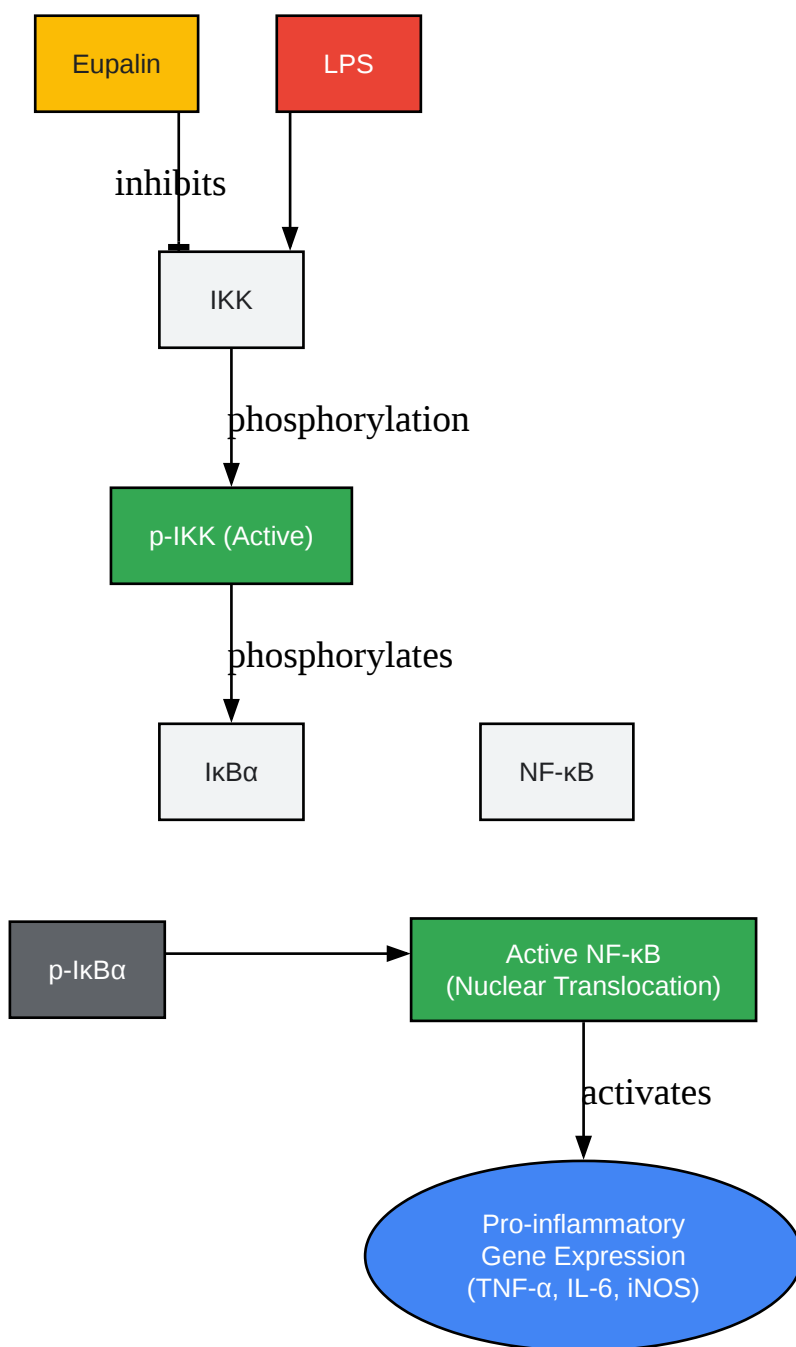 Eupalin
LPS
inhibits
IKK
phosphorylation
p-IKK (Active)
phosphorylates
IκBα
NF-κB
p-IκBα
Active NF-κB
(Nuclear Translocation)
activates
Pro-inflammatory
Gene Expression
(TNF-α, IL-6, iNOS)